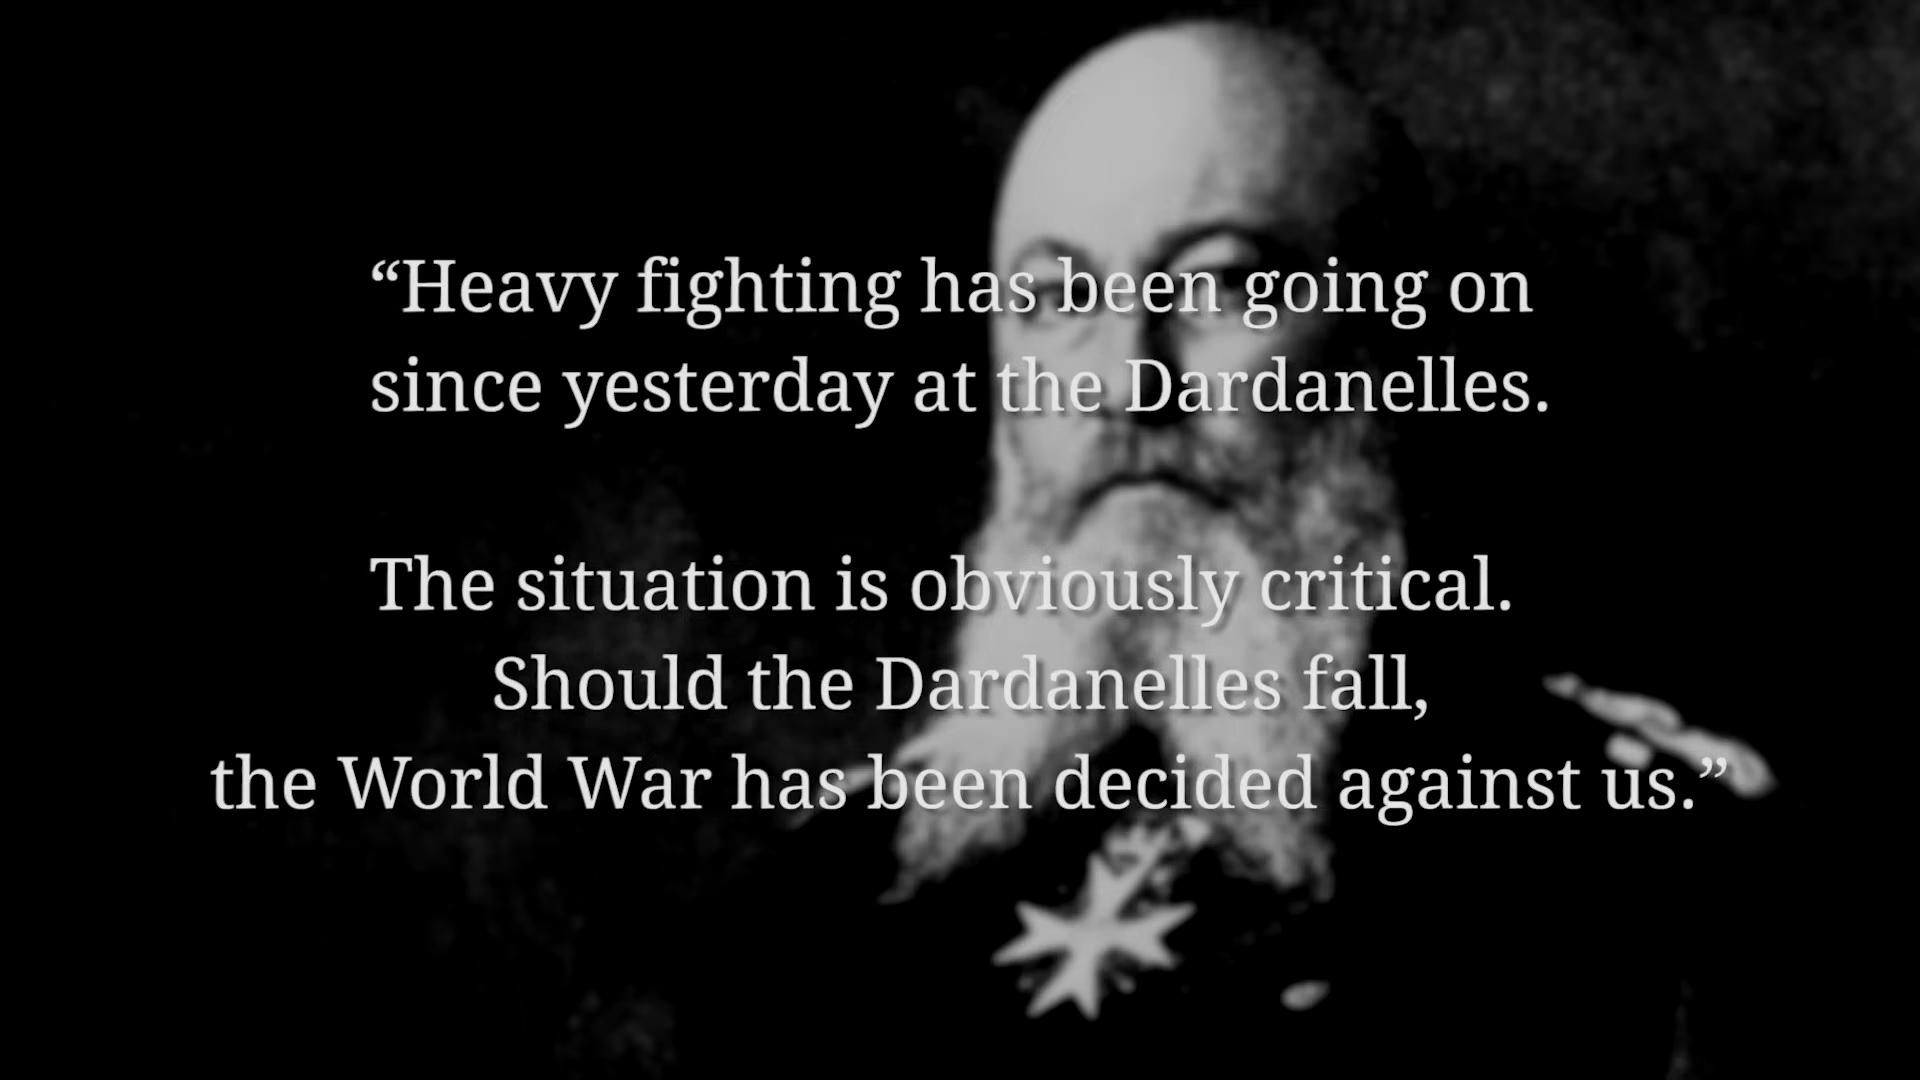 “Heavy fighting has been going on
since yesterday at the Dardanelles.
The situation is obviously critical.
Should the Dardanelles fall,
the World War has been decided against us.”